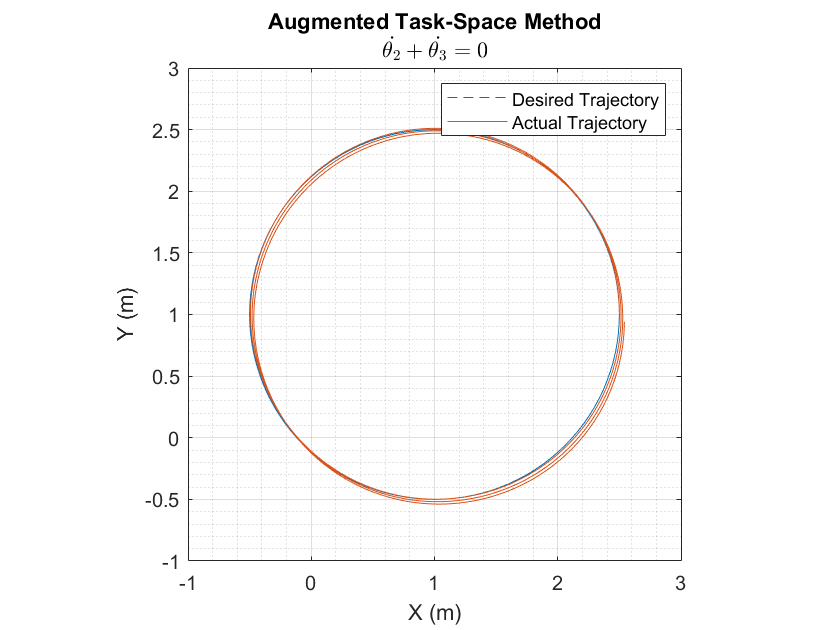 Augmented Task-Space Method
θ̇₂ + θ̇₃ = 0
3
Desired Trajectory
Actual Trajectory
2.5
2
1.5
1
0.5
0
-0.5
-1
Y (m)
-1 0 1 2 3
X (m)